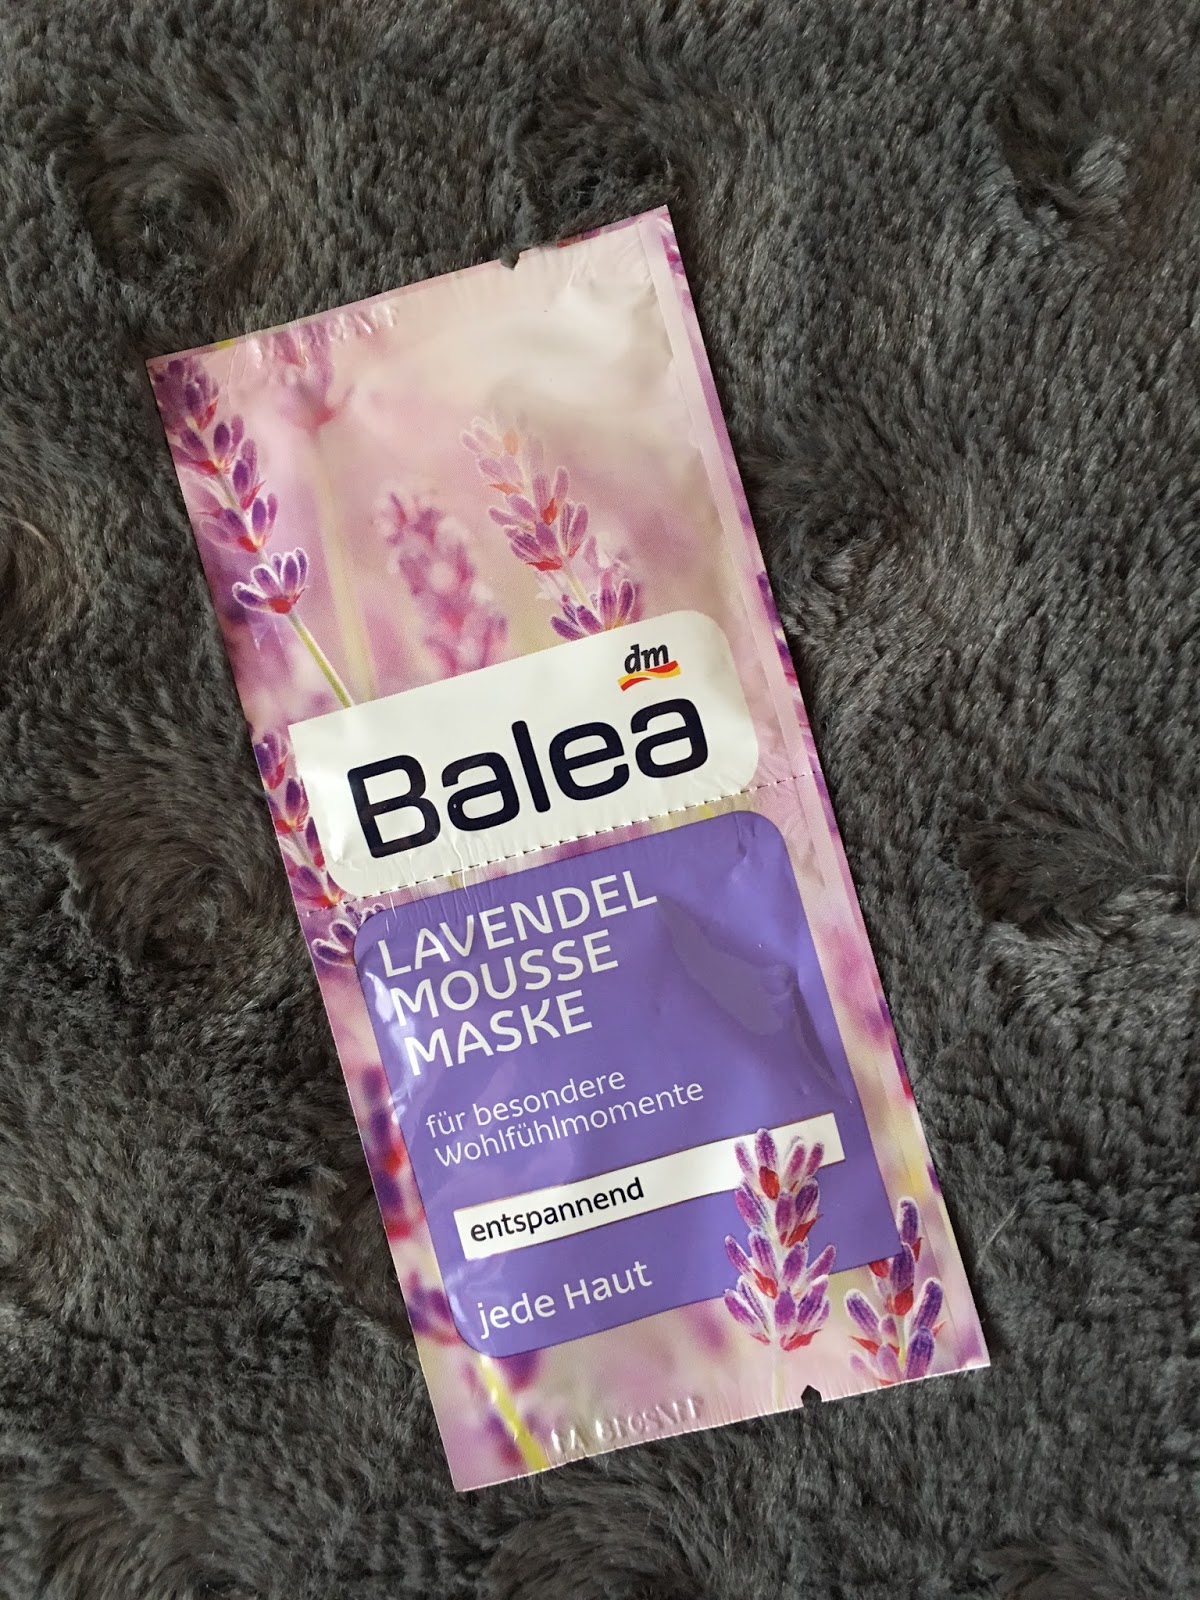 dm
Balea
LAVENDEL
MOUSSE
MASKE
für besondere
Wohlfühlmomente
entspannend
jede Haut